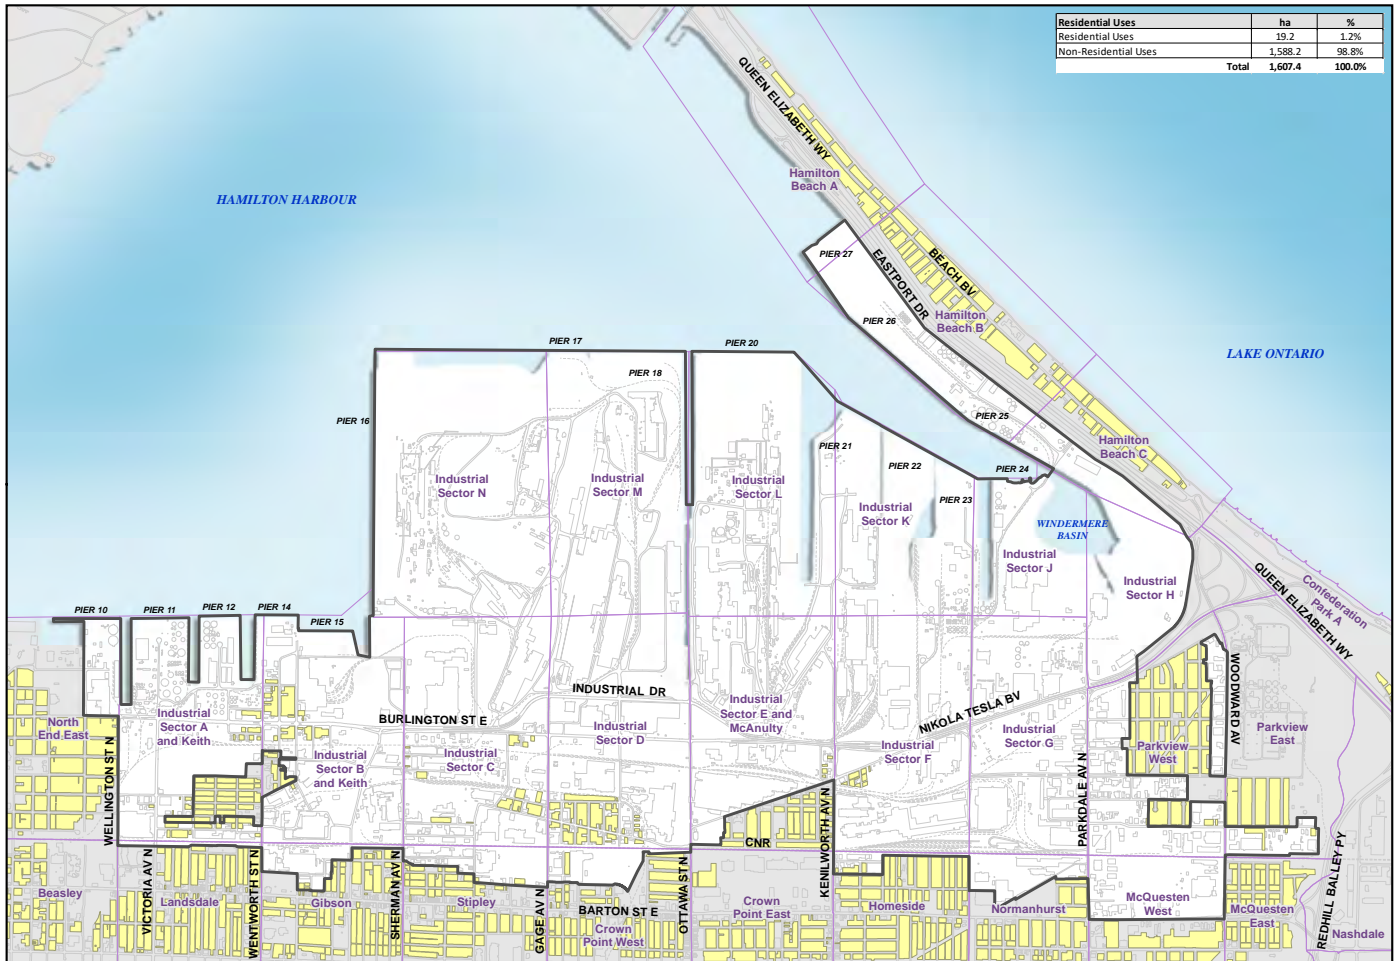 Residential Uses ha %
Residential Uses 19.2 1.2%
Non-Residential Uses 1,588.2 98.8%
Total 1,607.4 100.0%
QUEEN ELIZABETH WY
Hamilton
Beach A
HAMILTON HARBOUR
PIER 27
EASTPORT DR
BEACH BV
PIER 26
Hamilton
Beach B
PIER 17
PIER 20
LAKE ONTARIO
PIER 18
PIER 16
PIER 25
Hamilton
Beach C
PIER 21
PIER 22
PIER 24
Industrial
Sector N
Industrial
Sector M
Industrial
Sector L
PIER 23
Industrial
Sector K
WINDERMERE
BASIN
Industrial
Sector J
Industrial
Sector H
QUEEN ELIZABETH WY
Confederation
Park A
PIER 10
PIER 11
PIER 12
PIER 14
PIER 15
WOODWARD AV
INDUSTRIAL DR
NIKOLA TESLA BV
North
End East
Industrial
Sector A
and Keith
BURLINGTON ST E
Industrial
Sector E and
McAnulty
Industrial
Sector D
Industrial
Sector G
Parkview
East
Industrial
Sector B
and Keith
Industrial
Sector C
Industrial
Sector F
Parkview
West
WELLINGTON ST N
PARKDALE AV N
KENILWORTH AV N
CNR
REDHILL BALLEY PY
VICTORIA AV N
WENTWORTH ST N
SHERMAN AV N
GAGE AV N
OTTAWA ST N
Beasley
Landsdale
Gibson
Stipley
BARTON ST E
Crown
Point West
Crown
Point East
Homeside
Normanhurst
McQuesten
West
McQuesten
East
Nashdale